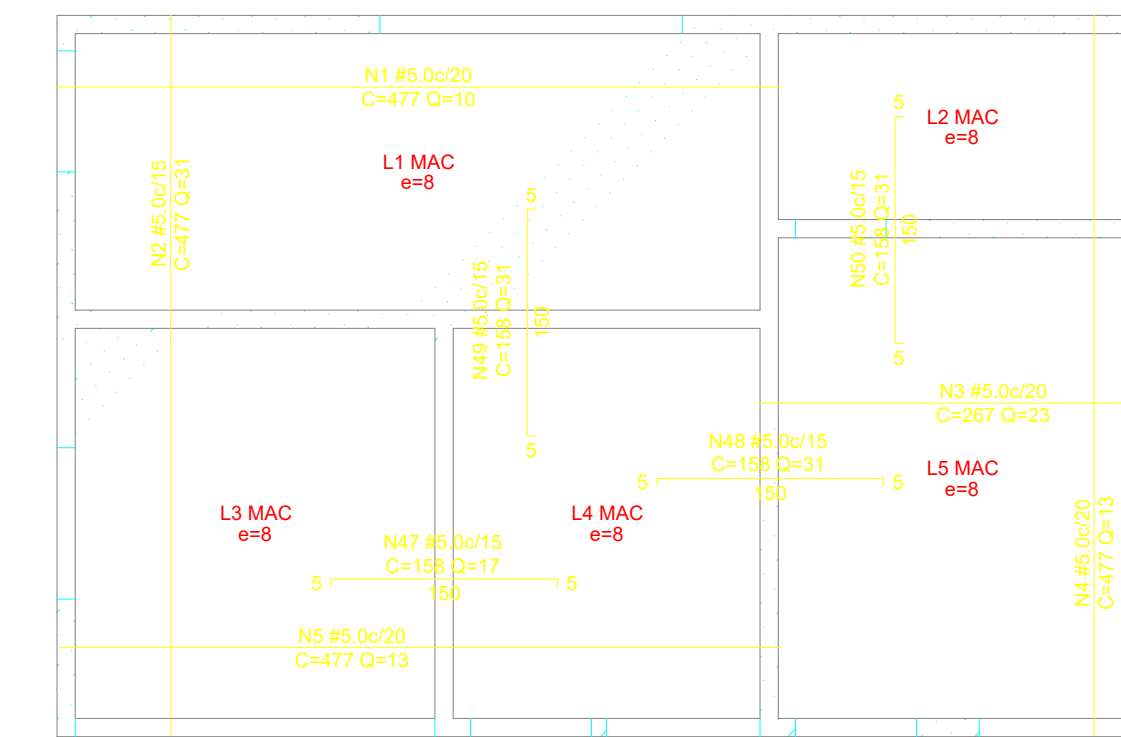 N1 #5.0c/20
C=477 Q=10
L1 MAC
e=8
L2 MAC
e=8
N2 #5.0c/15
C=477 Q=31
5
N49 #5.0c/15
C=158 Q=31
150
5
5
N50 #5.0c/15
C=158 Q=31
150
5
N3 #5.0c/20
C=267 Q=23
N48 #5.0c/15
C=158 Q=31
5
150
5
L5 MAC
e=8
L3 MAC
e=8
L4 MAC
e=8
N47 #5.0c/15
C=158 Q=17
5
150
5
N4 #5.0c/20
C=477 Q=13
N5 #5.0c/20
C=477 Q=13